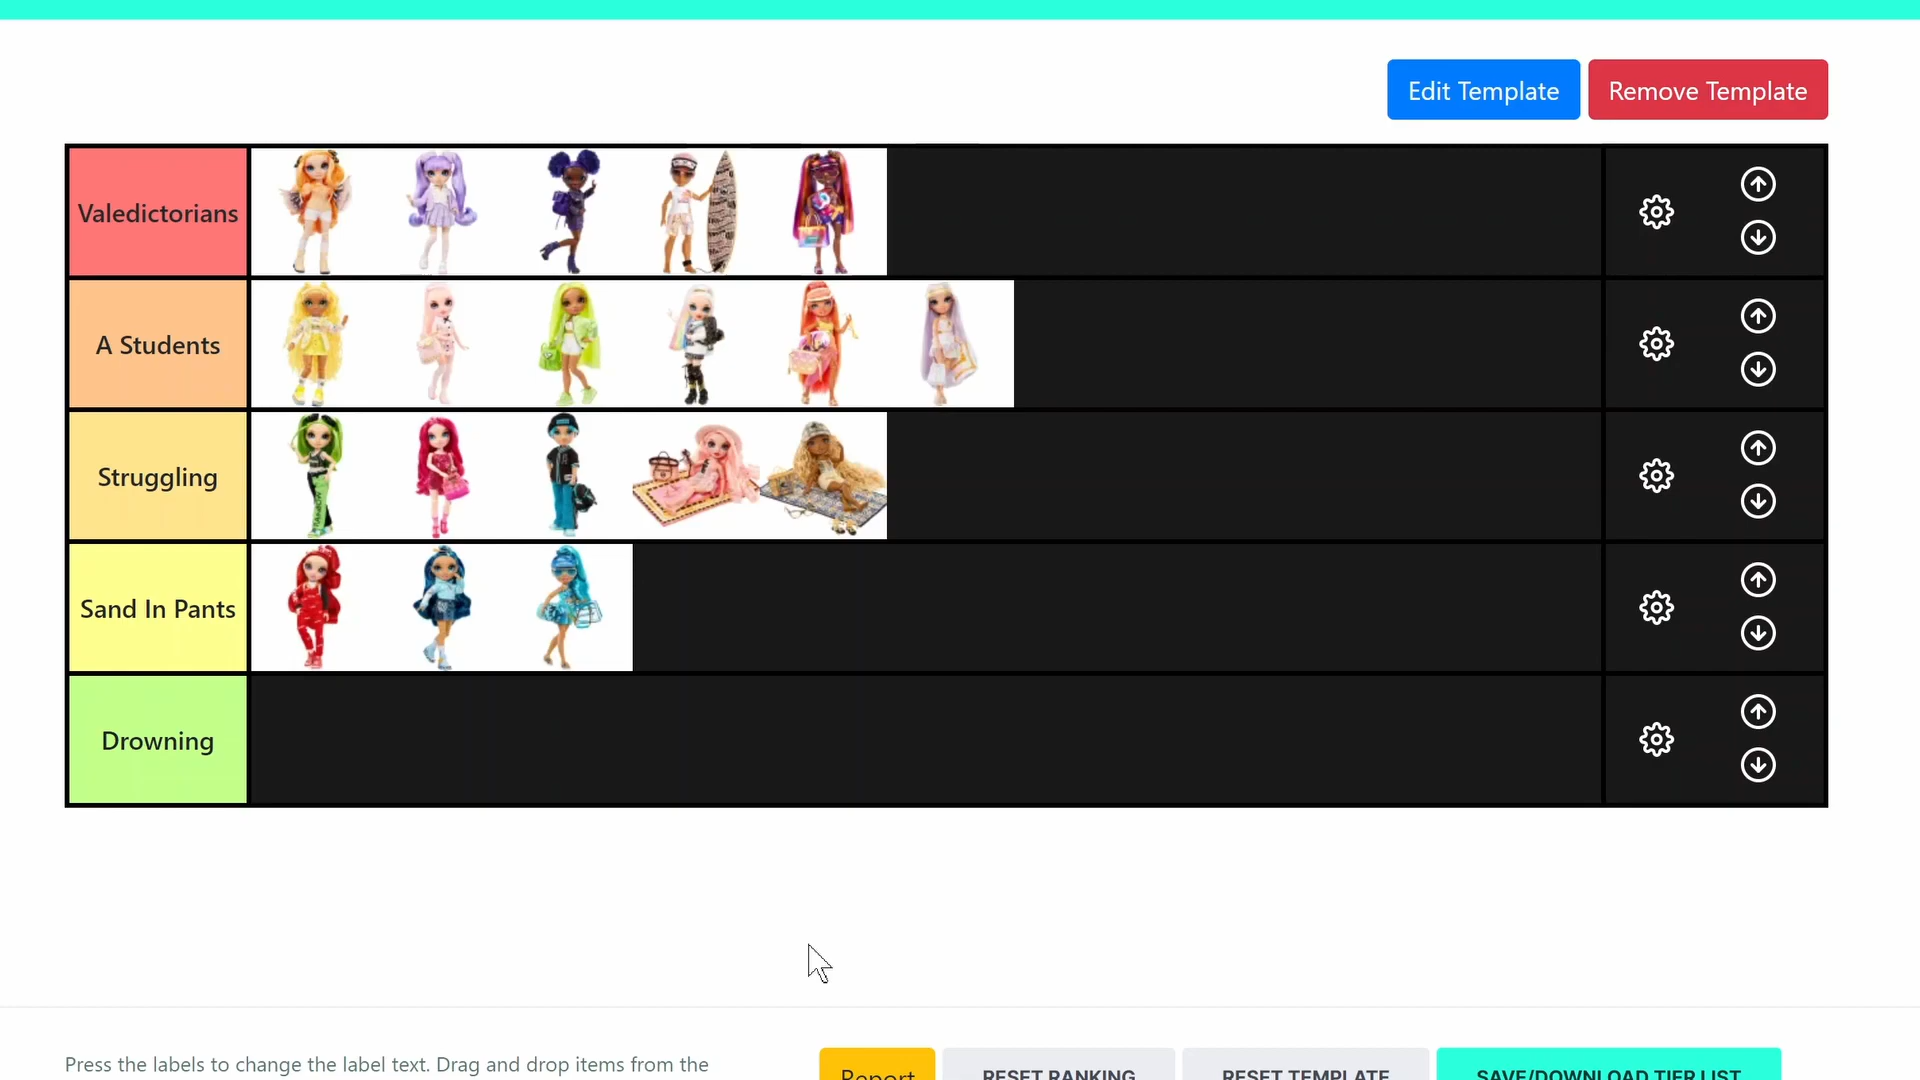 Edit Template
Remove Template
Valedictorians
A Students
Struggling
Sand In Pants
Drowning
Press the labels to change the label text. Drag and drop items from the
Report
RESET RANKING
RESET TEMPLATE
SAVE/DOWNLOAD TIER LIST